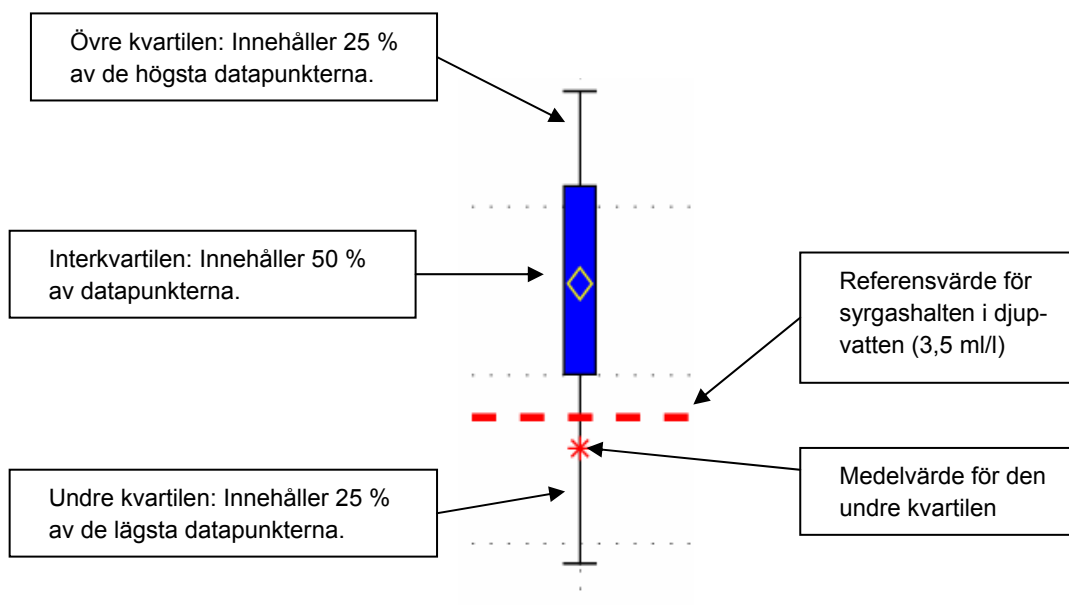 Övre kvartilen: Innehåller 25 %
av de högsta datapunkterna.
Interkvartilen: Innehåller 50 %
av datapunkterna.
Referensvärde för
syrgashalten i djup-
vatten (3,5 ml/l)
Undre kvartilen: Innehåller 25 %
av de lägsta datapunkterna.
Medelvärde för den
undre kvartilen